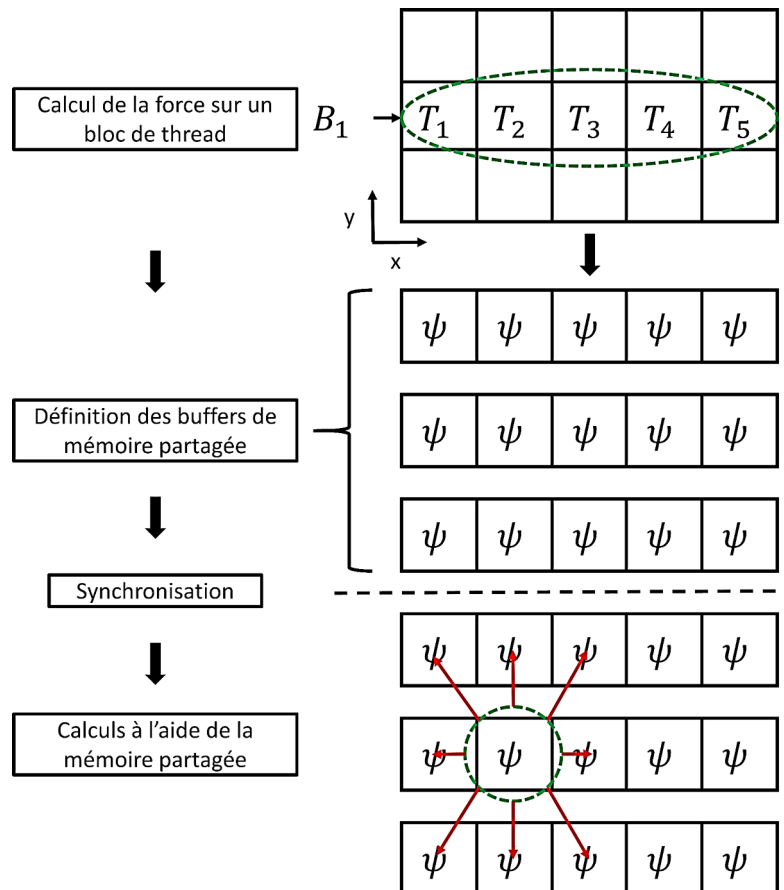 Calcul de la force sur un
bloc de thread
B₁
T₁ T₂ T₃ T₄ T₅
y
x
ψ ψ ψ ψ ψ
Définition des buffers de
mémoire partagée
ψ ψ ψ ψ ψ
ψ ψ ψ ψ ψ
Synchronisation
ψ ψ ψ ψ ψ
Calculs à l’aide de la
mémoire partagée
ψ ψ ψ ψ ψ
ψ ψ ψ ψ ψ